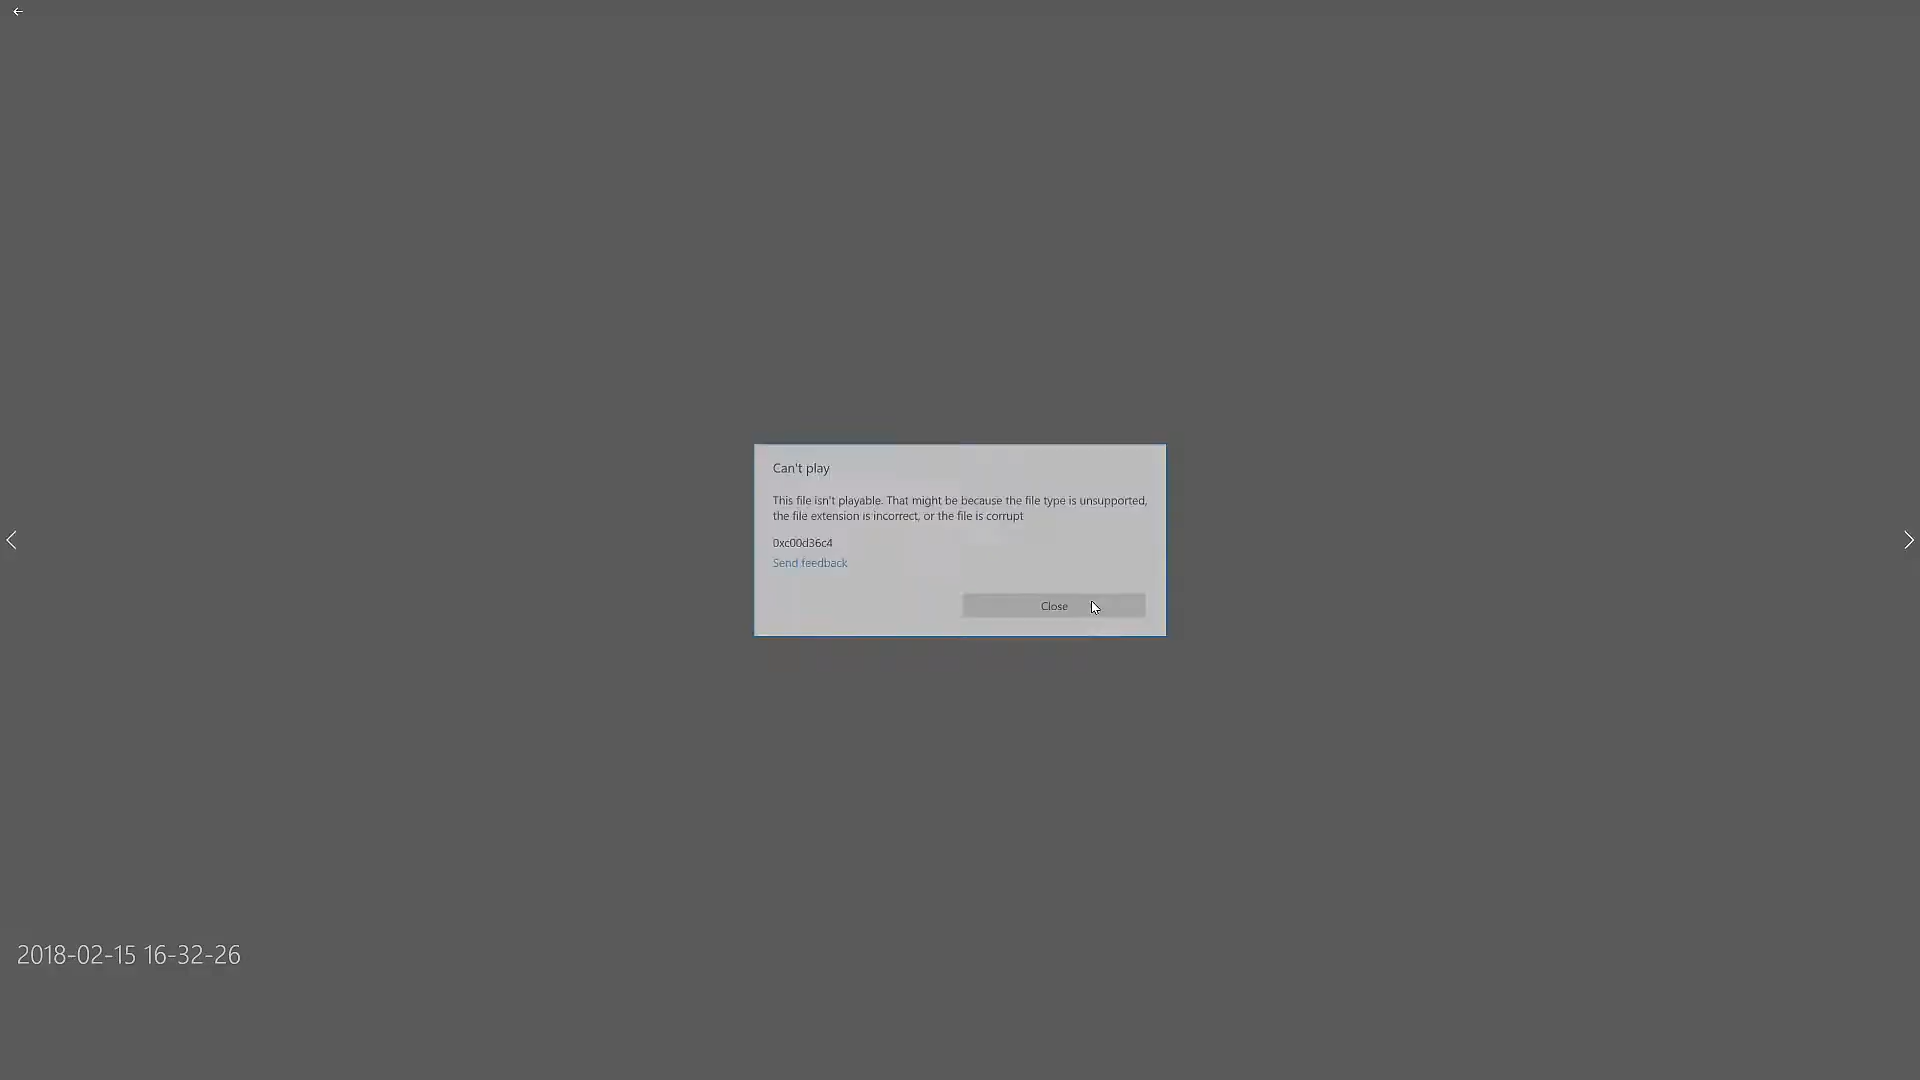 Can't play
This file isn't playable. That might be because the file type is unsupported,
the file extension is incorrect, or the file is corrupt
0xc00d36c4
Send feedback
Close
2018-02-15 16-32-26